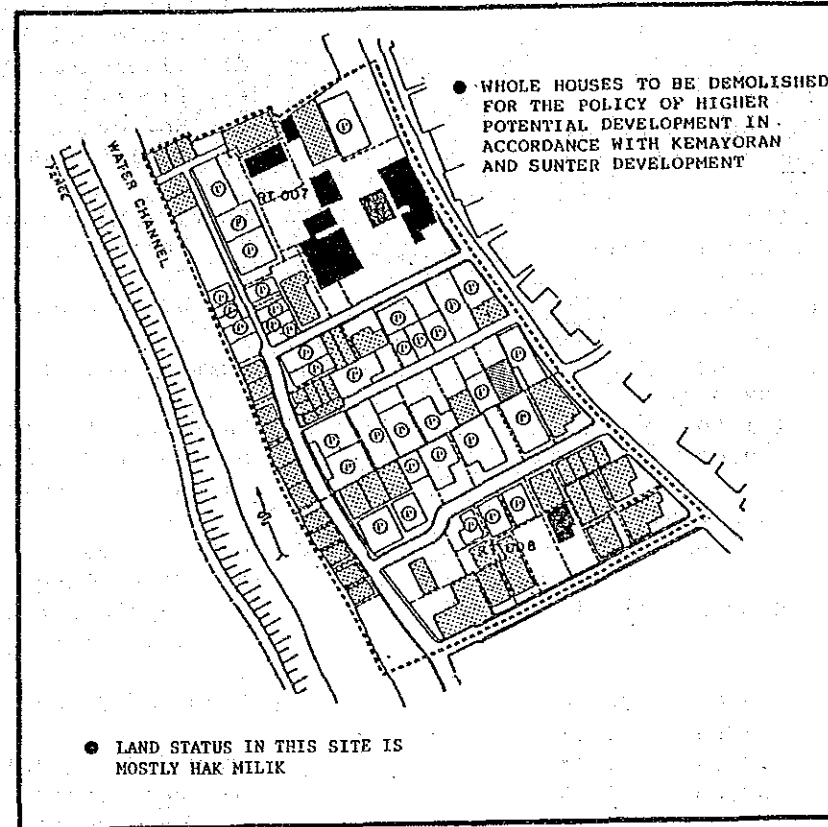 ● WHOLE HOUSES TO BE DEMOLISHED
FOR THE POLICY OF HIGHER
POTENTIAL DEVELOPMENT IN
ACCORDANCE WITH KEMAYORAN
AND SUNTER DEVELOPMENT
WATER CHANNEL
FENCE
RT.007
RT.008
● LAND STATUS IN THIS SITE IS
MOSTLY HAK MILIK